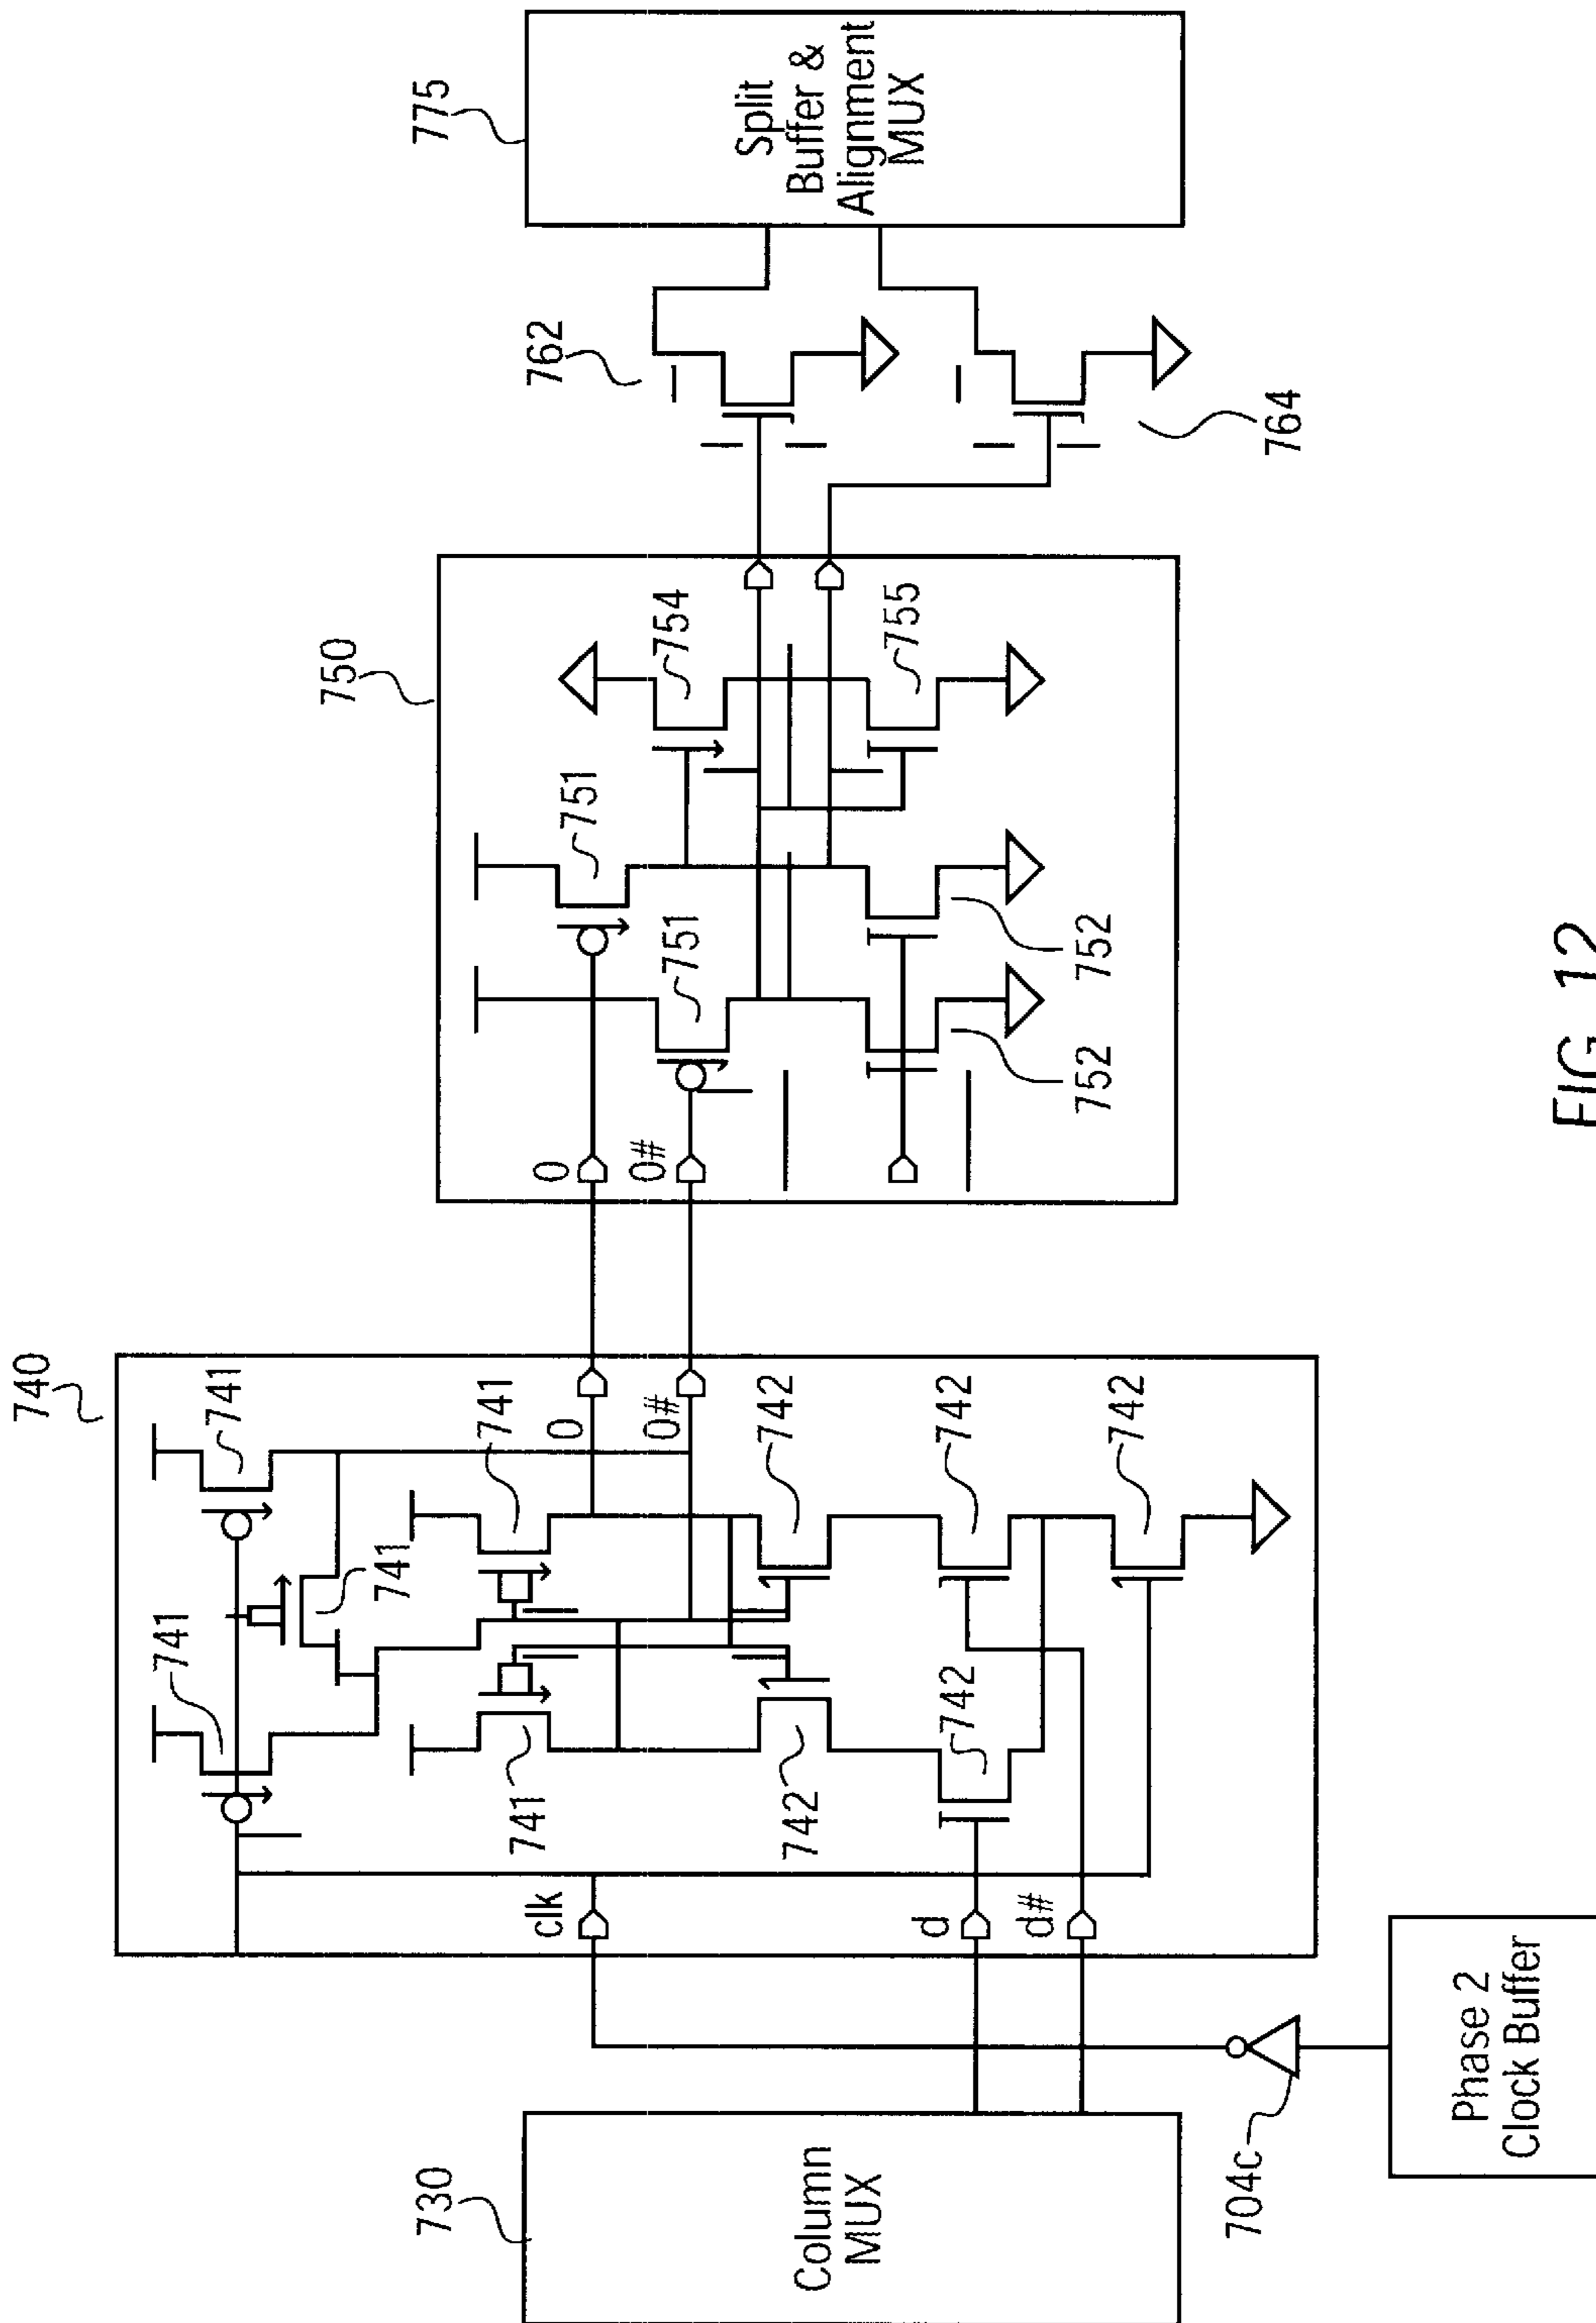 740
741
741
741
741
741
0
0#
742
742
742
742
742
clk
d
d#
730
Column
MUX
704c
Phase 2
Clock Buffer
750
751
751
754
755
752
752
0
0#
762
764
775
Split
Buffer &
Alignment
MUX
FIG. 12